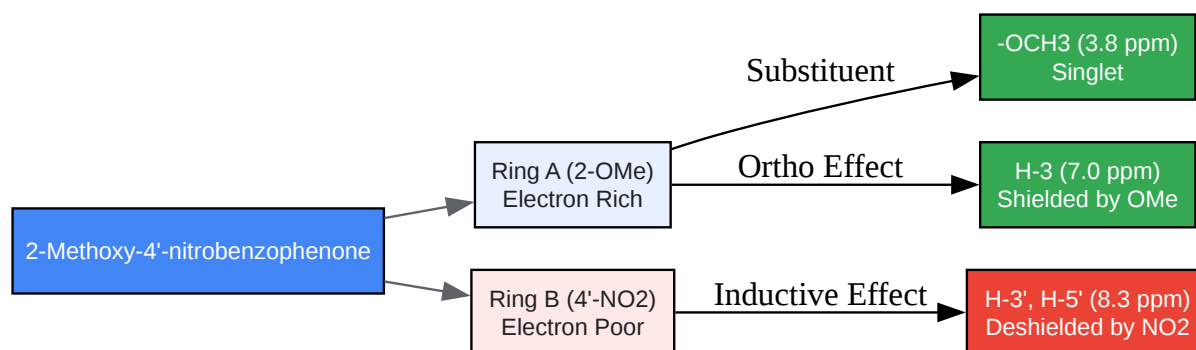 -OCH3 (3.8 ppm)
Singlet
Substituent
Ring A (2-OMe)
Electron Rich
Ortho Effect
H-3 (7.0 ppm)
Shielded by OMe
2-Methoxy-4'-nitrobenzophenone
Ring B (4'-NO2)
Electron Poor
Inductive Effect
H-3', H-5' (8.3 ppm)
Deshielded by NO2